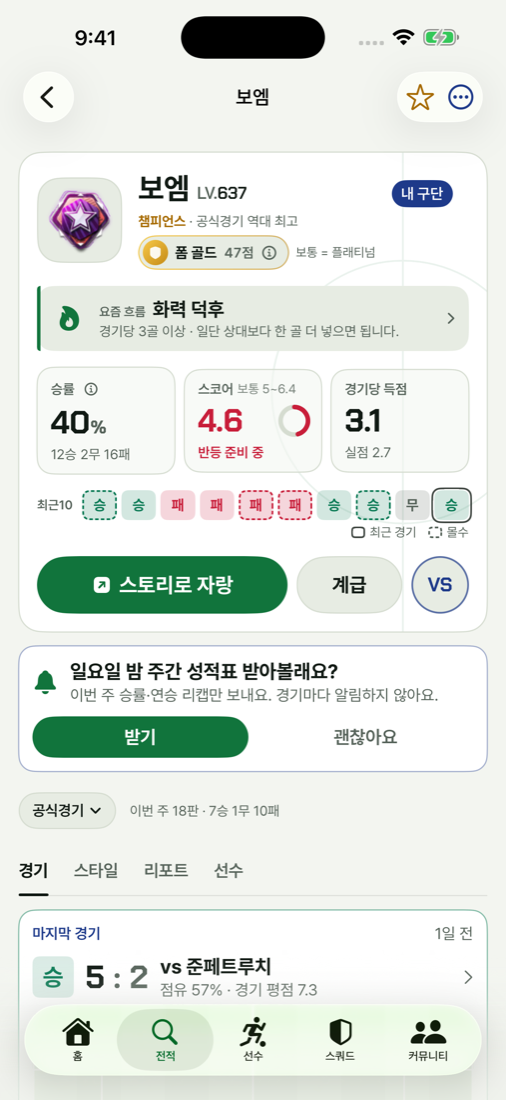 9:41
보엠
보엠 LV.637 내 구단
챔피언스 · 공식경기 역대 최고
폼 골드 47점 보통 = 플래티넘
요즘 흐름 화력 덕후
경기당 3골 이상 · 일단 상대보다 한 골 더 넣으면 됩니다.
승률
40%
12승 2무 16패
스코어 보통 5~6.4
4.6
반등 준비 중
경기당 득점
3.1
실점 2.7
최근10 승 승 패 패 패 패 승 승 무 승
최근 경기 몰수
스토리로 자랑 계급 VS
일요일 밤 주간 성적표 받아볼래요?
이번 주 승률·연승 리캡만 보내요. 경기마다 알림하지 않아요.
받기 괜찮아요
공식경기 이번 주 18판 · 7승 1무 10패
경기 스타일 리포트 선수
마지막 경기 1일 전
승 5 : 2 vs 준페트루치
점유 57% · 경기 평점 7.3
홈 전적 선수 스쿼드 커뮤니티